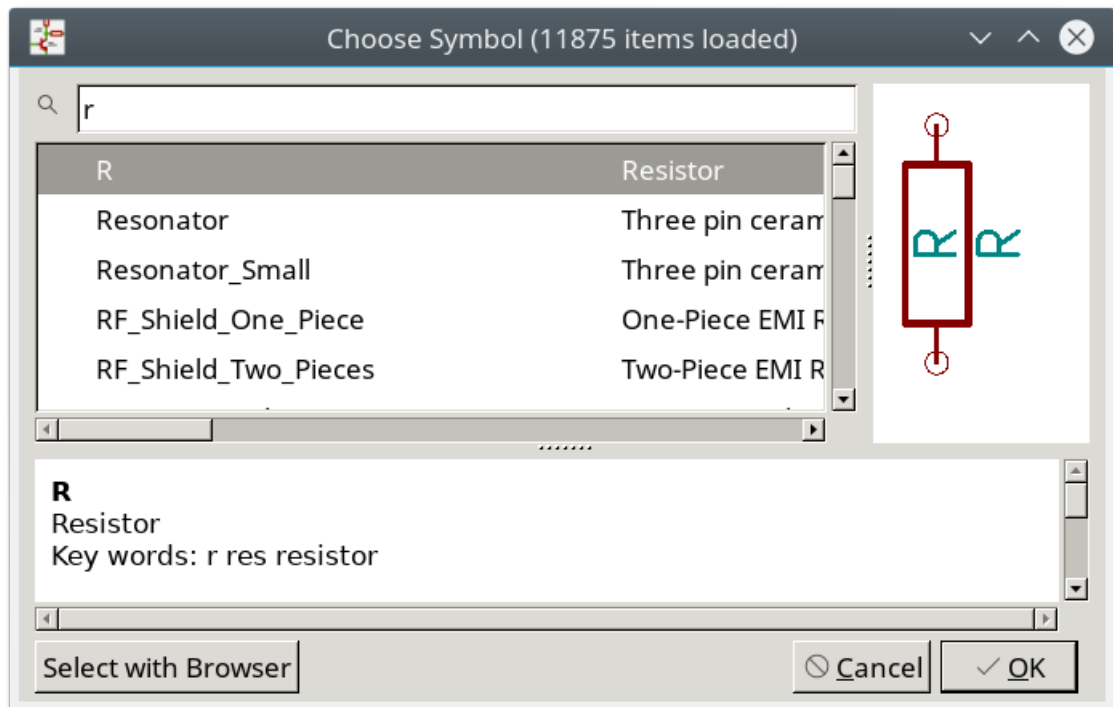 Choose Symbol (11875 items loaded)
r
R Resistor
Resonator Three pin ceram
Resonator_Small Three pin ceram
RF_Shield_One_Piece One-Piece EMI R
RF_Shield_Two_Pieces Two-Piece EMI R
R R
R
Resistor
Key words: r res resistor
Select with Browser Cancel OK